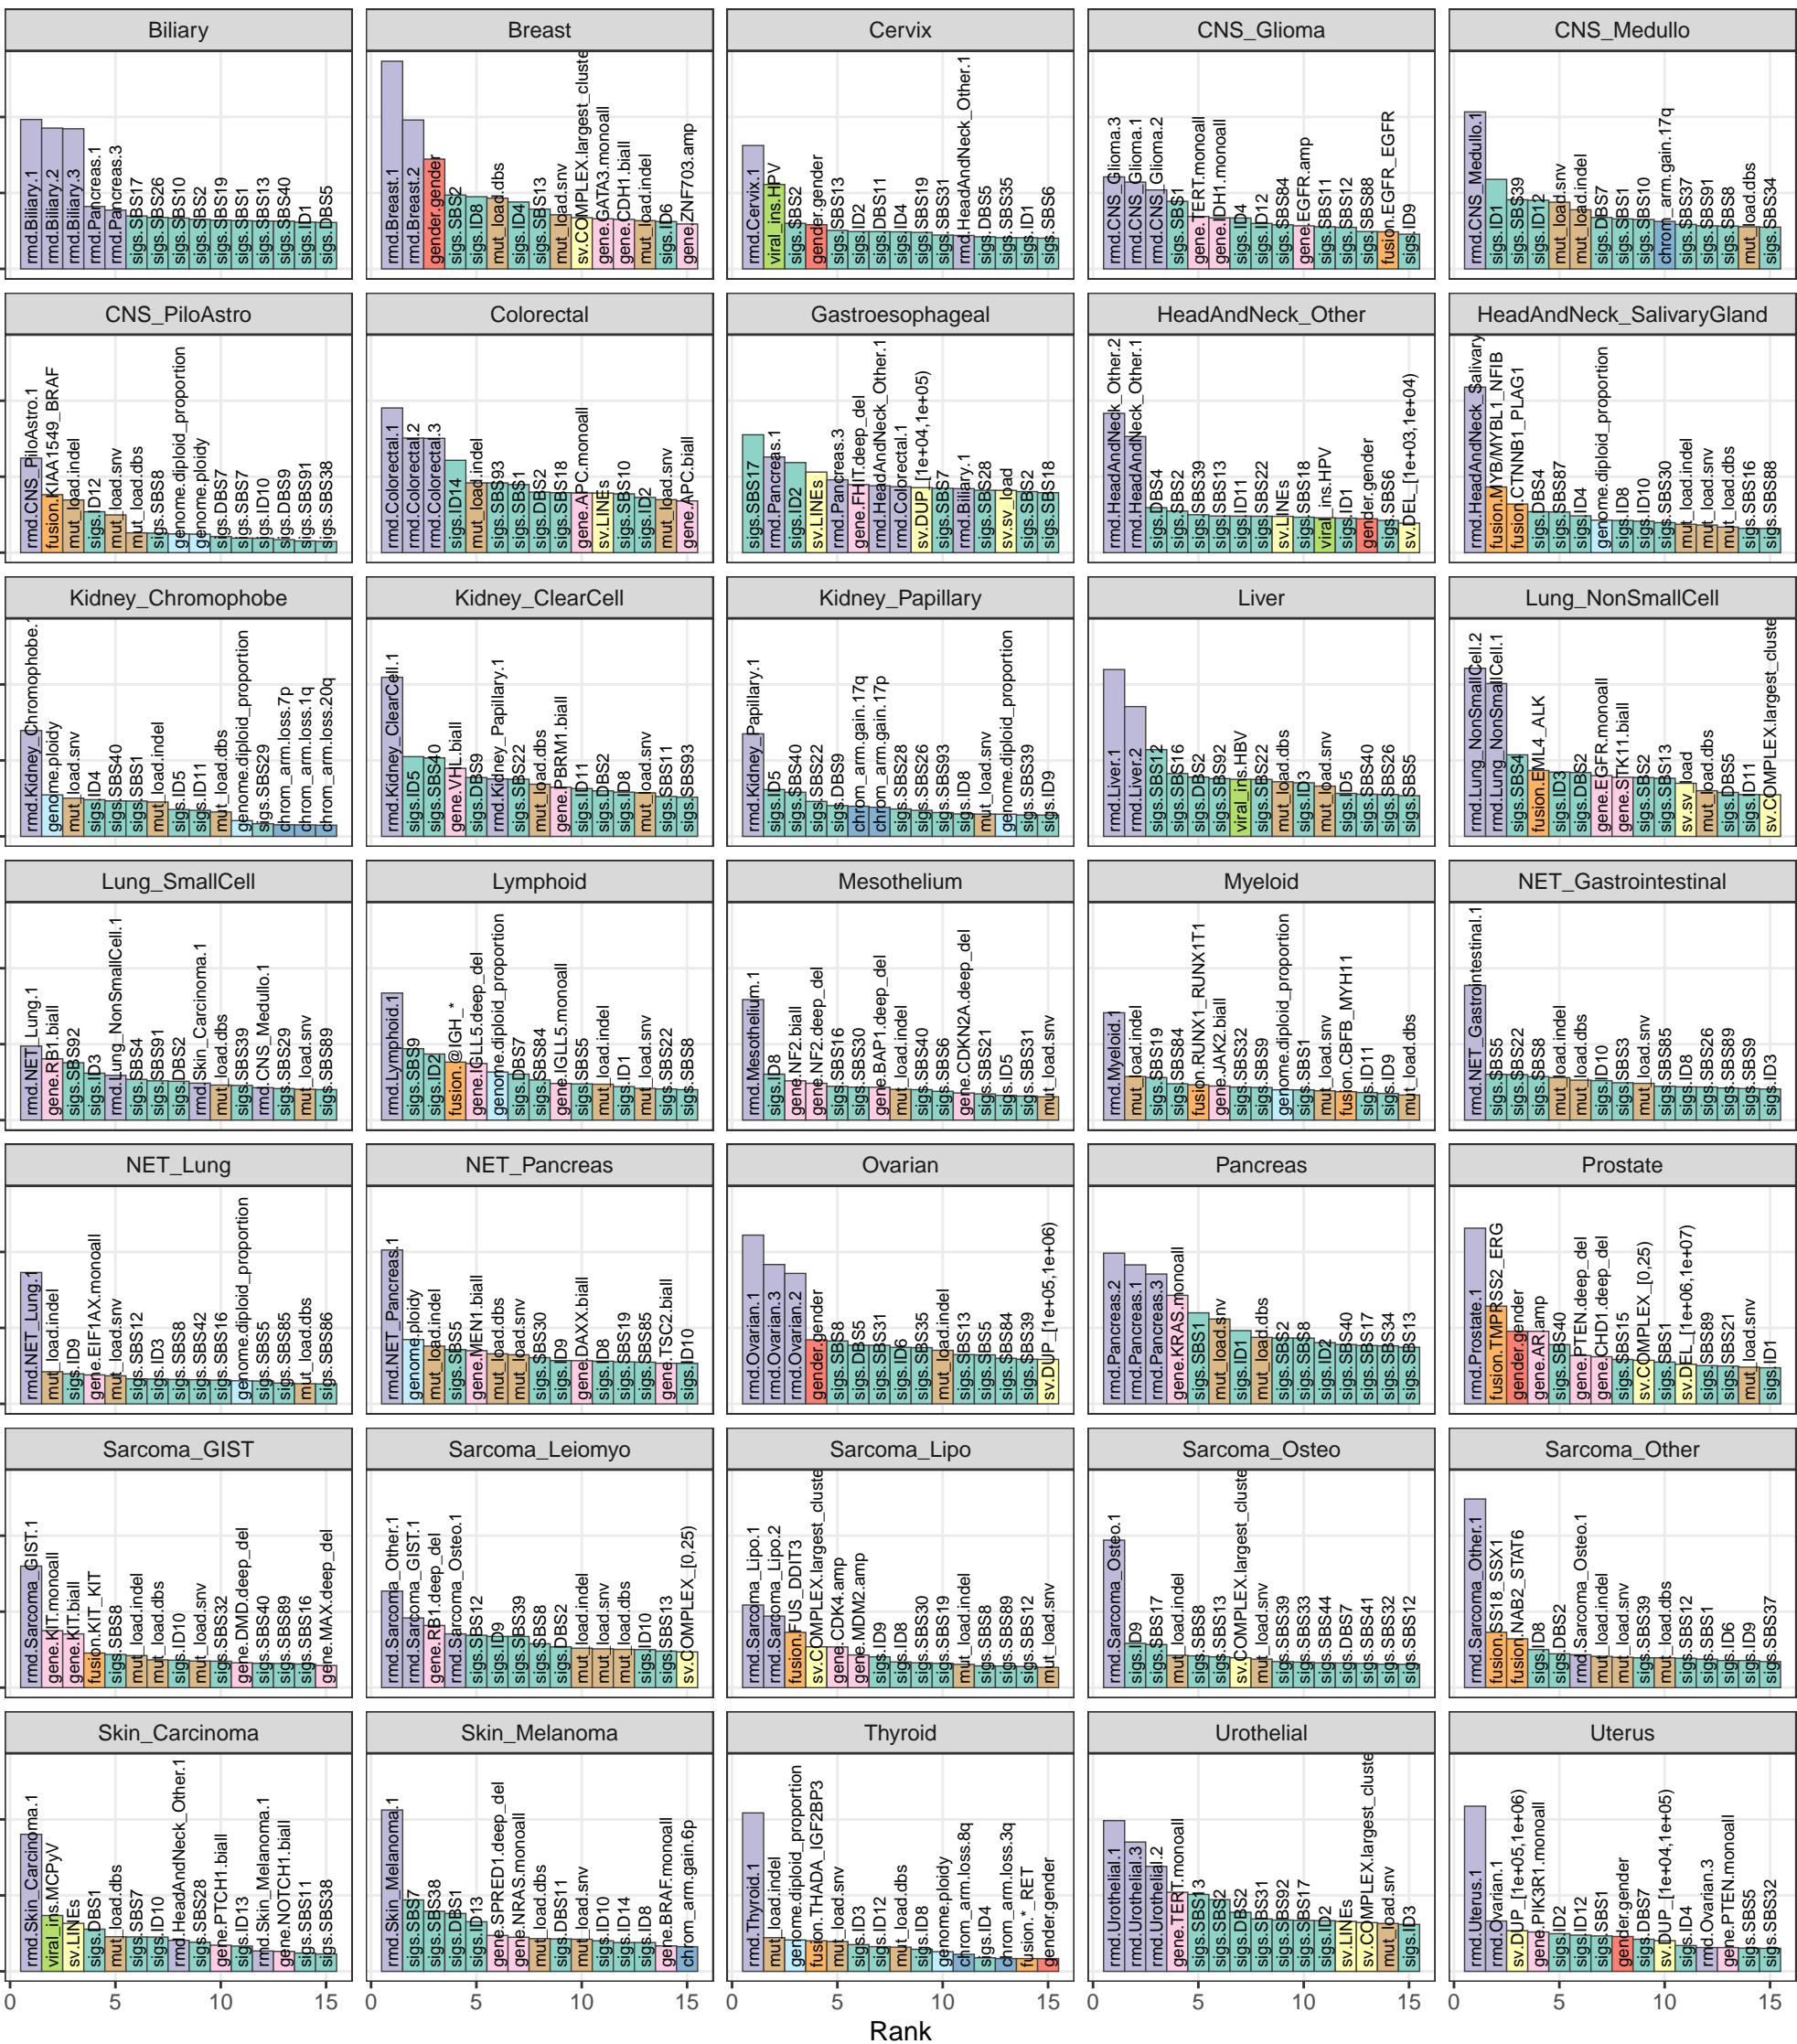 Biliary
rmd.Biliary.1
rmd.Biliary.2
rmd.Biliary.3
rmd.Pancreas.1
rmd.Pancreas.3
sigs.SBS17
sigs.SBS26
sigs.SBS10
sigs.SBS2
sigs.SBS19
sigs.SBS1
sigs.SBS13
sigs.SBS40
sigs.ID1
sigs.DBS5
Breast
rmd.Breast.1
rmd.Breast.2
gender.gender
sigs.SBS2
sigs.ID8
mut_load.dbs
sigs.ID4
sigs.SBS13
mut_load.snv
sv.COMPLEX.largest_cluste
gene.GATA3.monoall
gene.CDH1.biall
mut_load.indel
sigs.ID6
gene.ZNF703.amp
Cervix
rmd.Cervix.1
viral_ins.HPV
sigs.SBS2
gender.gender
sigs.SBS13
sigs.ID2
sigs.DBS11
sigs.ID4
sigs.SBS19
sigs.SBS31
rmd.HeadAndNeck_Other.1
sigs.DBS5
sigs.SBS35
sigs.ID1
sigs.SBS6
CNS_Glioma
rmd.CNS_Glioma.3
rmd.CNS_Glioma.1
rmd.CNS_Glioma.2
sigs.SBS1
gene.TERT.monoall
gene.IDH1.monoall
sigs.ID4
sigs.ID12
sigs.SBS84
gene.EGFR.amp
sigs.SBS11
sigs.SBS12
sigs.SBS88
fusion.EGFR_EGFR
sigs.ID9
CNS_Medullo
rmd.CNS_Medullo.1
sigs.ID1
sigs.SBS39
sigs.ID12
mut_load.snv
mut_load.indel
sigs.DBS7
sigs.SBS1
sigs.SBS10
chrom_arm.gain.17q
sigs.SBS37
sigs.SBS91
sigs.SBS8
mut_load.dbs
sigs.SBS34
CNS_PiloAstro
rmd.CNS_PiloAstro.1
fusion.KIAA1549_BRAF
mut_load.indel
sigs.ID12
mut_load.snv
mut_load.dbs
sigs.SBS8
genome.diploid_proportion
genome.ploidy
sigs.DBS7
sigs.SBS7
sigs.ID10
sigs.DBS9
sigs.SBS91
sigs.SBS38
Colorectal
rmd.Colorectal.1
rmd.Colorectal.2
rmd.Colorectal.3
sigs.ID14
mut_load.indel
sigs.SBS93
sigs.SBS1
sigs.DBS2
sigs.SBS18
gene.APC.monoall
sv.LINEs
sigs.SBS10
sigs.ID2
mut_load.snv
gene.APC.biall
Gastroesophageal
sigs.SBS17
rmd.Pancreas.1
sigs.ID2
sv.LINEs
rmd.Pancreas.3
gene.FHIT.deep_del
rmd.HeadAndNeck_Other.1
rmd.Colorectal.1
sv.DUP_[1e+04,1e+05)
sigs.SBS7
rmd.Biliary.1
sigs.SBS28
sv.sv_load
sigs.SBS2
sigs.SBS18
HeadAndNeck_Other
rmd.HeadAndNeck_Other.2
rmd.HeadAndNeck_Other.1
sigs.DBS4
sigs.SBS2
sigs.SBS39
sigs.SBS13
sigs.ID11
sigs.SBS22
sv.LINEs
sigs.SBS18
viral_ins.HPV
sigs.ID1
gender.gender
sigs.SBS6
sv.DEL_[1e+03,1e+04)
HeadAndNeck_SalivaryGland
rmd.HeadAndNeck_Salivary
fusion.MYB/MYBL1_NFIB
fusion.CTNNB1_PLAG1
sigs.DBS4
sigs.SBS87
sigs.ID4
genome.diploid_proportion
sigs.ID8
sigs.ID10
sigs.SBS30
mut_load.indel
mut_load.snv
mut_load.dbs
sigs.SBS16
sigs.SBS88
Kidney_Chromophobe
rmd.Kidney_Chromophobe.
genome.ploidy
mut_load.snv
sigs.ID4
sigs.SBS40
sigs.SBS1
mut_load.indel
sigs.ID5
sigs.ID11
mut_load.dbs
genome.diploid_proportion
sigs.SBS29
chrom_arm.loss.7p
chrom_arm.loss.1q
chrom_arm.loss.20q
Kidney_ClearCell
rmd.Kidney_ClearCell.1
sigs.ID5
sigs.SBS40
gene.VHL.biall
sigs.DBS9
rmd.Kidney_Papillary.1
sigs.SBS22
mut_load.dbs
gene.PBRM1.biall
sigs.ID11
sigs.DBS2
sigs.ID8
mut_load.snv
sigs.SBS11
sigs.SBS93
Kidney_Papillary
rmd.Kidney_Papillary.1
sigs.ID5
sigs.SBS40
sigs.SBS22
sigs.DBS9
chrom_arm.gain.17q
chrom_arm.gain.17p
sigs.SBS28
sigs.SBS26
sigs.SBS93
sigs.ID8
mut_load.snv
genome.diploid_proportion
sigs.SBS39
sigs.ID9
Liver
rmd.Liver.1
rmd.Liver.2
sigs.SBS12
sigs.SBS16
sigs.DBS2
sigs.SBS92
viral_ins.HBV
sigs.SBS22
mut_load.dbs
sigs.ID3
mut_load.snv
sigs.ID5
sigs.SBS40
sigs.SBS26
sigs.SBS5
Lung_NonSmallCell
rmd.Lung_NonSmallCell.2
rmd.Lung_NonSmallCell.1
sigs.SBS4
fusion.EML4_ALK
sigs.ID3
sigs.DBS2
gene.EGFR.monoall
gene.STK11.biall
sigs.SBS2
sigs.SBS13
sv.sv_load
mut_load.dbs
sigs.DBS5
sigs.ID11
sv.COMPLEX.largest_cluste
Lung_SmallCell
rmd.NET_Lung.1
gene.RB1.biall
sigs.SBS92
sigs.ID3
rmd.Lung_NonSmallCell.1
sigs.SBS4
sigs.SBS91
sigs.DBS2
rmd.Skin_Carcinoma.1
mut_load.dbs
sigs.SBS39
rmd.CNS_Medullo.1
sigs.SBS29
mut_load.snv
sigs.SBS89
Lymphoid
rmd.Lymphoid.1
sigs.SBS9
sigs.ID2
fusion.@IGH_*
gene.IGLL5.deep_del
genome.diploid_proportion
sigs.DBS7
sigs.SBS84
gene.IGLL5.monoall
sigs.SBS5
mut_load.indel
sigs.ID1
mut_load.snv
sigs.SBS22
sigs.SBS8
Mesothelium
rmd.Mesothelium.1
sigs.ID8
gene.NF2.biall
gene.NF2.deep_del
sigs.SBS16
sigs.SBS30
gene.BAP1.deep_del
mut_load.indel
sigs.SBS40
sigs.SBS6
gene.CDKN2A.deep_del
sigs.SBS21
sigs.ID5
sigs.SBS31
mut_load.snv
Myeloid
rmd.Myeloid.1
mut_load.indel
sigs.SBS19
sigs.SBS84
fusion.RUNX1_RUNX1T1
gene.JAK2.biall
sigs.SBS32
sigs.SBS9
genome.diploid_proportion
sigs.SBS1
mut_load.snv
fusion.CBFB_MYH11
sigs.ID11
sigs.ID9
mut_load.dbs
NET_Gastrointestinal
rmd.NET_Gastrointestinal.1
sigs.SBS5
sigs.SBS22
sigs.SBS8
mut_load.indel
mut_load.dbs
sigs.ID10
sigs.SBS3
mut_load.snv
sigs.SBS85
sigs.ID8
sigs.SBS26
sigs.SBS89
sigs.SBS9
sigs.ID3
NET_Lung
rmd.NET_Lung.1
mut_load.indel
sigs.ID9
gene.EIF1AX.monoall
mut_load.snv
sigs.SBS12
sigs.ID3
sigs.SBS8
sigs.SBS42
sigs.SBS16
genome.diploid_proportion
sigs.SBS5
sigs.SBS85
mut_load.dbs
sigs.SBS86
NET_Pancreas
rmd.NET_Pancreas.1
genome.ploidy
mut_load.indel
sigs.SBS5
gene.MEN1.biall
mut_load.dbs
mut_load.snv
sigs.SBS30
sigs.ID9
gene.DAXX.biall
sigs.ID8
sigs.SBS19
sigs.SBS85
gene.TSC2.biall
sigs.ID10
Ovarian
rmd.Ovarian.1
rmd.Ovarian.3
rmd.Ovarian.2
gender.gender
sigs.SBS8
sigs.DBS5
sigs.SBS31
sigs.ID6
sigs.SBS35
mut_load.indel
sigs.SBS13
sigs.SBS5
sigs.SBS84
sigs.SBS39
sv.DUP_[1e+05,1e+06)
Pancreas
rmd.Pancreas.2
rmd.Pancreas.1
rmd.Pancreas.3
gene.KRAS.monoall
sigs.SBS1
mut_load.snv
sigs.ID1
mut_load.dbs
sigs.SBS2
sigs.SBS8
sigs.ID2
sigs.SBS40
sigs.SBS17
sigs.SBS34
sigs.SBS13
Prostate
rmd.Prostate.1
fusion.TMPRSS2_ERG
gender.gender
gene.AR.amp
sigs.SBS40
gene.PTEN.deep_del
gene.CHD1.deep_del
sigs.SBS15
sv.COMPLEX_[0,25)
sigs.SBS1
sv.DEL_[1e+06,1e+07)
sigs.SBS89
sigs.SBS21
mut_load.snv
sigs.ID1
Sarcoma_GIST
rmd.Sarcoma_GIST.1
gene.KIT.monoall
gene.KIT.biall
fusion.KIT_KIT
sigs.SBS8
mut_load.indel
mut_load.dbs
sigs.ID10
mut_load.snv
sigs.SBS32
gene.DMD.deep_del
sigs.SBS40
sigs.SBS89
sigs.SBS16
gene.MAX.deep_del
Sarcoma_Leiomyo
rmd.Sarcoma_Other.1
rmd.Sarcoma_GIST.1
gene.RB1.deep_del
rmd.Sarcoma_Osteo.1
sigs.SBS12
sigs.ID9
sigs.SBS39
sigs.SBS8
sigs.DBS2
mut_load.indel
mut_load.snv
mut_load.dbs
sigs.ID10
sigs.SBS13
sv.COMPLEX_[0,25)
Sarcoma_Lipo
rmd.Sarcoma_Lipo.1
rmd.Sarcoma_Lipo.2
fusion.FUS_DDIT3
sv.COMPLEX.largest_cluste
gene.CDK4.amp
gene.MDM2.amp
sigs.ID9
sigs.ID8
sigs.SBS30
sigs.SBS19
mut_load.indel
sigs.SBS8
sigs.SBS89
sigs.SBS12
mut_load.snv
Sarcoma_Osteo
rmd.Sarcoma_Osteo.1
sigs.ID9
sigs.SBS17
mut_load.indel
sigs.SBS8
sigs.SBS13
sv.COMPLEX.largest_cluste
mut_load.snv
sigs.SBS39
sigs.SBS33
sigs.SBS44
sigs.DBS7
sigs.SBS41
sigs.SBS32
sigs.SBS12
Sarcoma_Other
rmd.Sarcoma_Other.1
fusion.SS18_SSX1
fusion.NAB2_STAT6
sigs.ID8
sigs.DBS2
rmd.Sarcoma_Osteo.1
mut_load.indel
mut_load.snv
sigs.SBS39
mut_load.dbs
sigs.SBS12
sigs.SBS1
sigs.ID6
sigs.ID9
sigs.SBS37
Skin_Carcinoma
rmd.Skin_Carcinoma.1
viral_ins.MCPyV
sv.LINEs
sigs.DBS1
mut_load.dbs
sigs.SBS7
sigs.ID10
rmd.HeadAndNeck_Other.1
sigs.SBS28
gene.PTCH1.biall
sigs.ID13
rmd.Skin_Melanoma.1
gene.NOTCH1.biall
sigs.SBS11
sigs.SBS38
Skin_Melanoma
rmd.Skin_Melanoma.1
sigs.SBS7
sigs.SBS38
sigs.DBS1
sigs.ID13
gene.SPRED1.deep_del
gene.NRAS.monoall
mut_load.dbs
sigs.DBS11
mut_load.snv
sigs.ID10
sigs.ID14
sigs.ID8
gene.BRAF.monoall
chrom_arm.gain.6p
Thyroid
rmd.Thyroid.1
mut_load.indel
genome.diploid_proportion
fusion.THADA_IGF2BP3
mut_load.snv
sigs.ID3
sigs.ID12
mut_load.dbs
sigs.ID8
genome.ploidy
chrom_arm.loss.8q
sigs.ID4
chrom_arm.loss.3q
fusion.*_RET
gender.gender
Urothelial
rmd.Urothelial.1
rmd.Urothelial.3
rmd.Urothelial.2
gene.TERT.monoall
sigs.SBS13
sigs.SBS2
sigs.DBS2
sigs.SBS31
sigs.SBS92
sigs.SBS17
sigs.ID2
sv.LINEs
sv.COMPLEX.largest_cluste
mut_load.snv
sigs.ID3
Uterus
rmd.Uterus.1
rmd.Ovarian.1
sv.DUP_[1e+05,1e+06)
gene.PIK3R1.monoall
sigs.ID2
sigs.ID12
sigs.SBS1
gender.gender
sigs.DBS7
sv.DUP_[1e+04,1e+05)
sigs.ID4
rmd.Ovarian.3
gene.PTEN.monoall
sigs.SBS5
sigs.SBS32
0 5 10 15 0 5 10 15 0 5 10 15 0 5 10 15 0 5 10 15
Rank